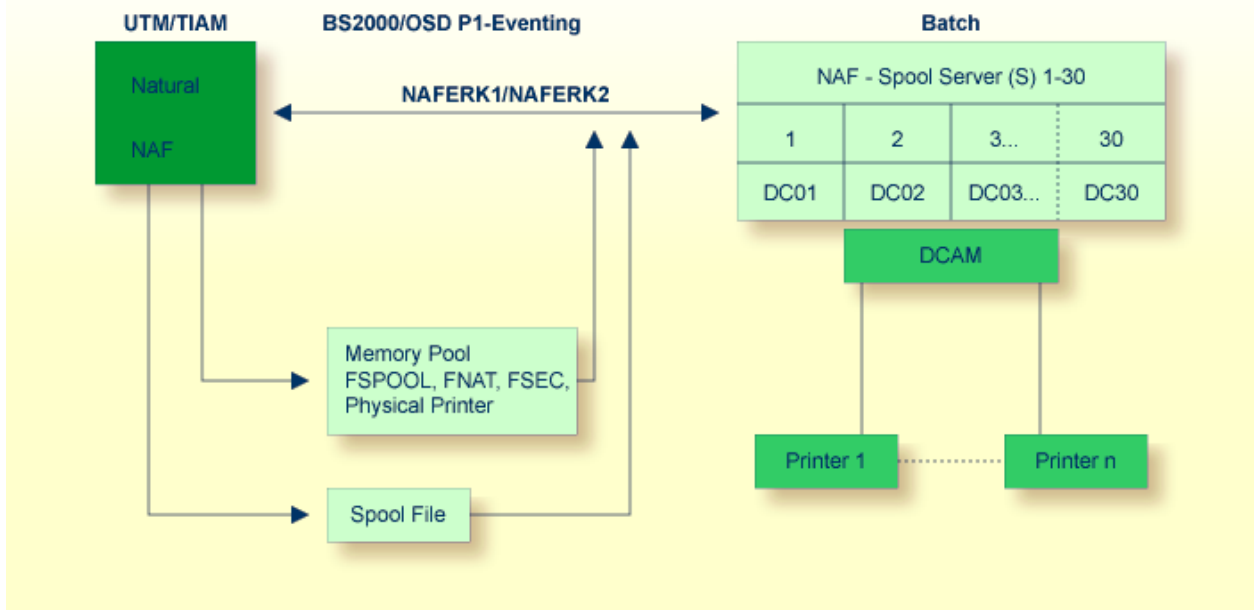 UTM/TIAM
BS2000/OSD P1-Eventing
Batch
Natural
NAF
NAFERK1/NAFERK2
NAF - Spool Server (S) 1-30
1
2
3...
30
DC01
DC02
DC03...
DC30
DCAM
Memory Pool
FSPOOL, FNAT, FSEC,
Physical Printer
Printer 1
Printer n
Spool File